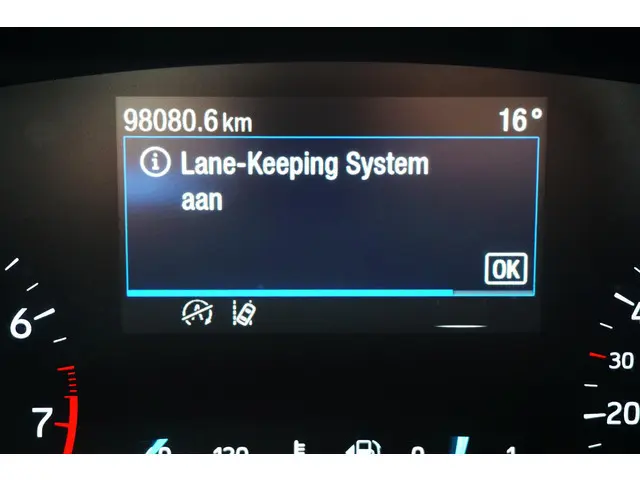 98080.6 km 16°
Lane-Keeping System
aan
OK
6
7
30
20